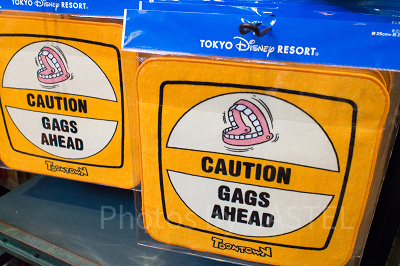 TOKYO Disney RESORT®
TOKYO Disney RESORT®
CAUTION
GAGS
AHEAD
TOONTOWN
CAUTION
GAGS
AHEAD
TOONTOWN